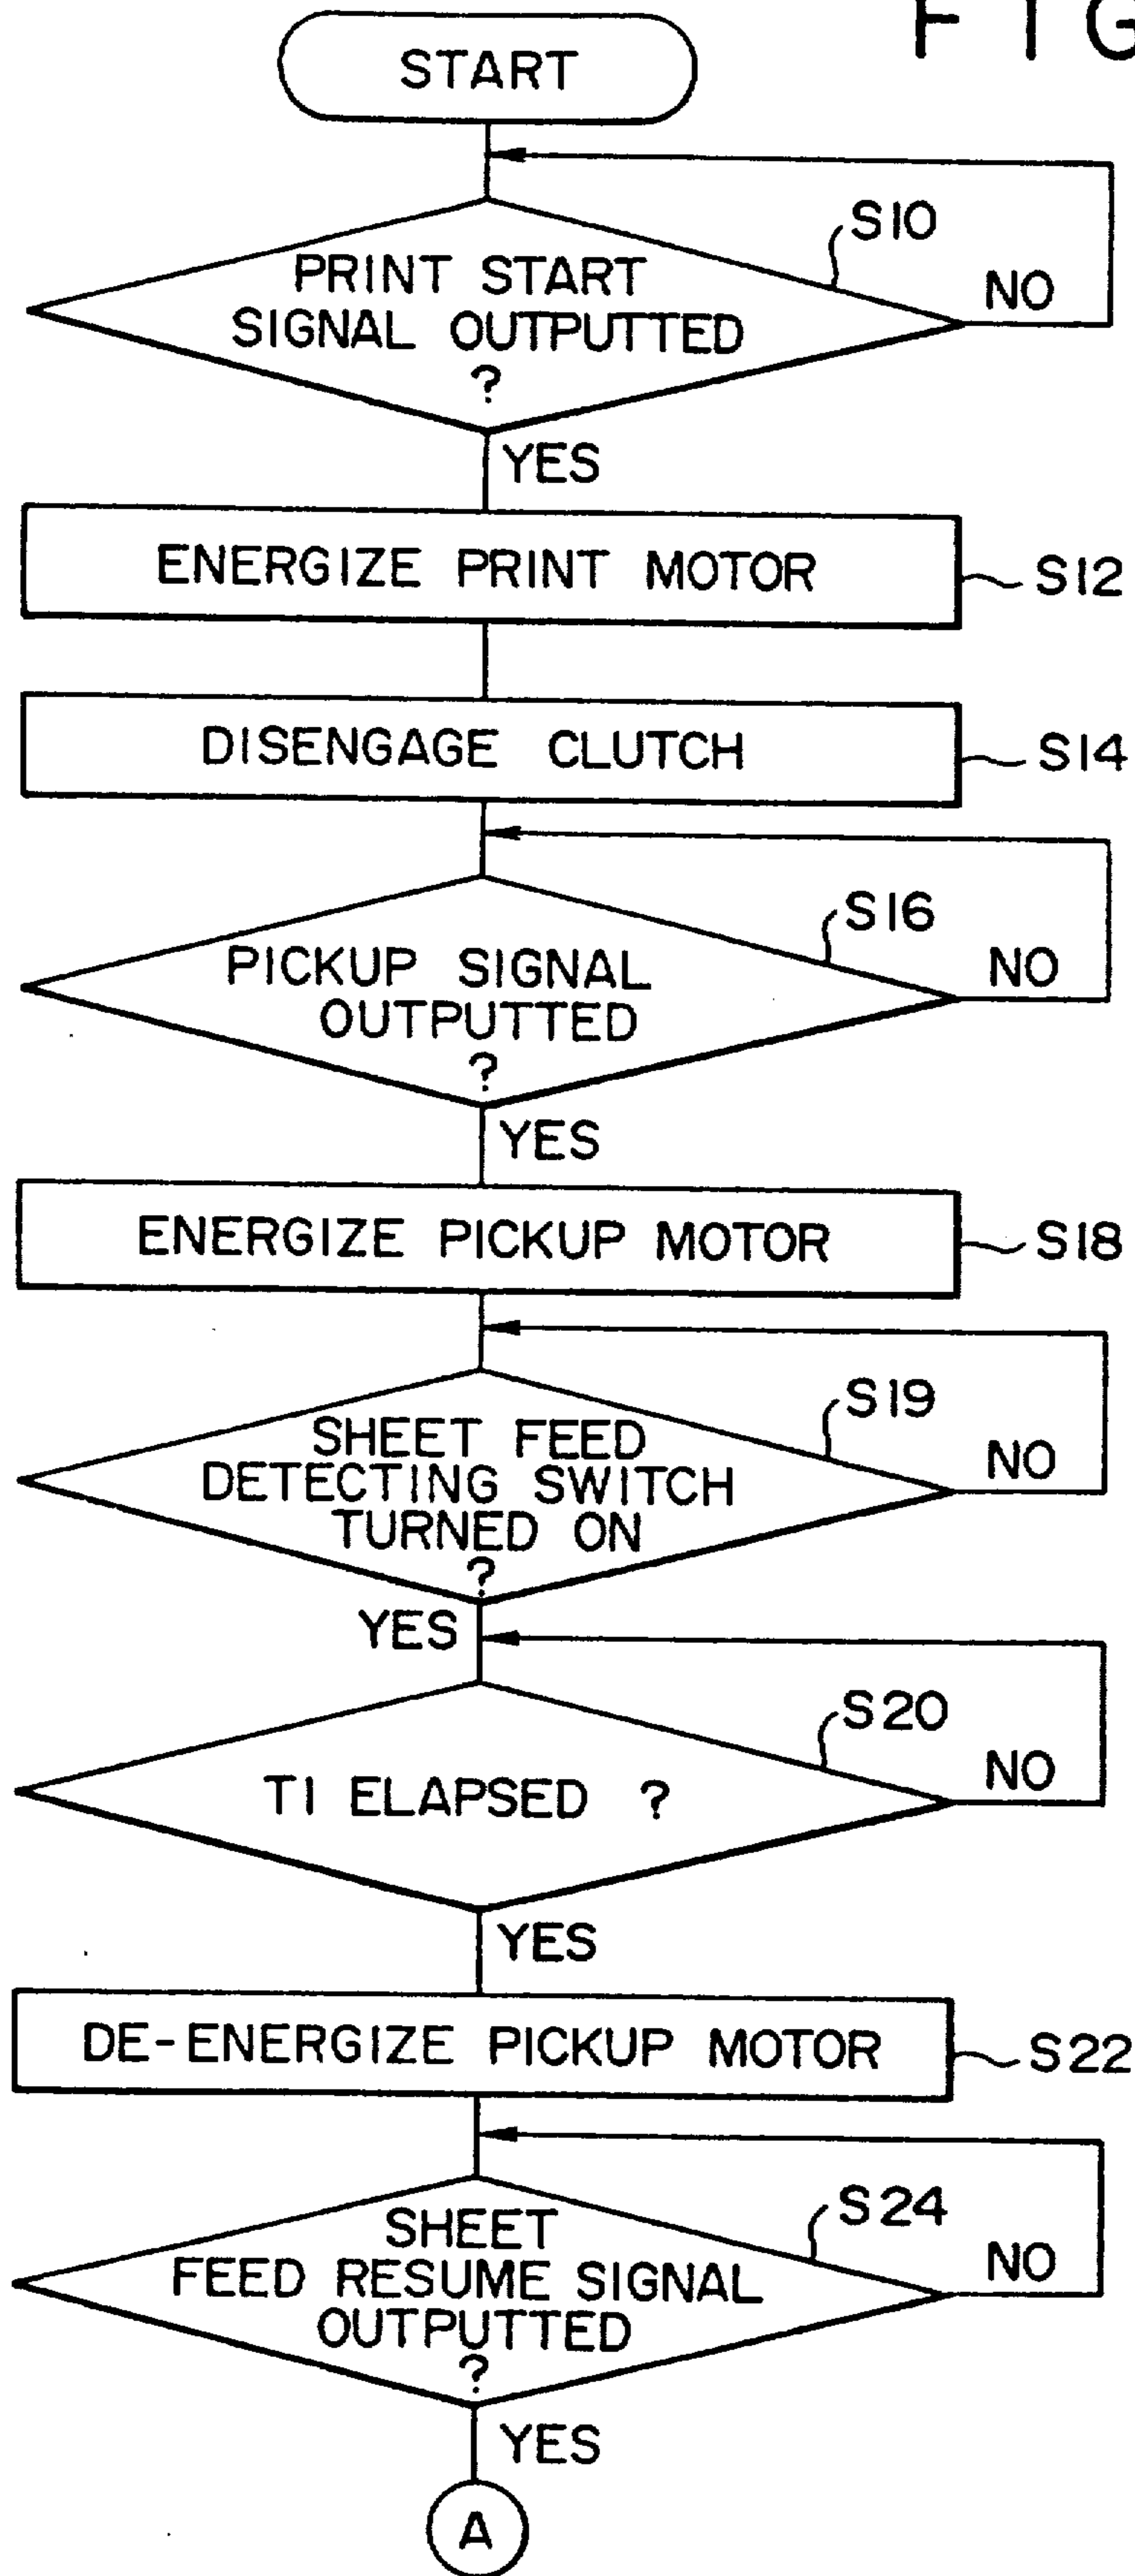 FIG
START
S10
PRINT START
NO
SIGNAL OUTPUTTED
?
YES
ENERGIZE PRINT MOTOR
S12
DISENGAGE CLUTCH
S14
S16
PICKUP SIGNAL
NO
OUTPUTTED
?
YES
ENERGIZE PICKUP MOTOR
S18
S19
SHEET FEED
NO
DETECTING SWITCH
TURNED ON
?
YES
S20
NO
T1 ELAPSED ?
YES
DE-ENERGIZE PICKUP MOTOR
S22
S24
SHEET
NO
FEED RESUME SIGNAL
OUTPUTTED
?
YES
A